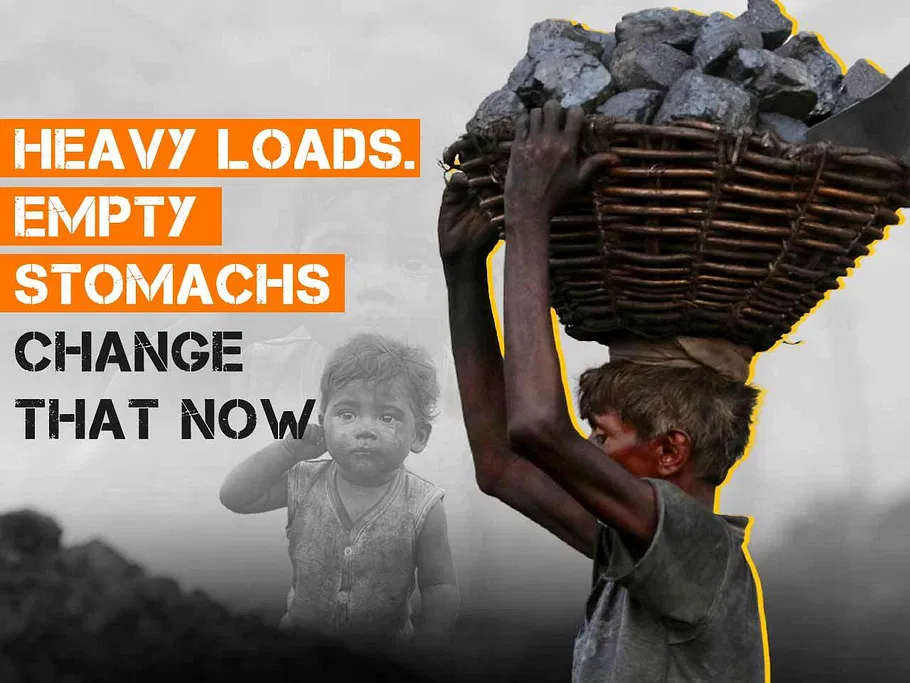 HEAVY LOADS.
EMPTY
STOMACHS
CHANGE
THAT NOW